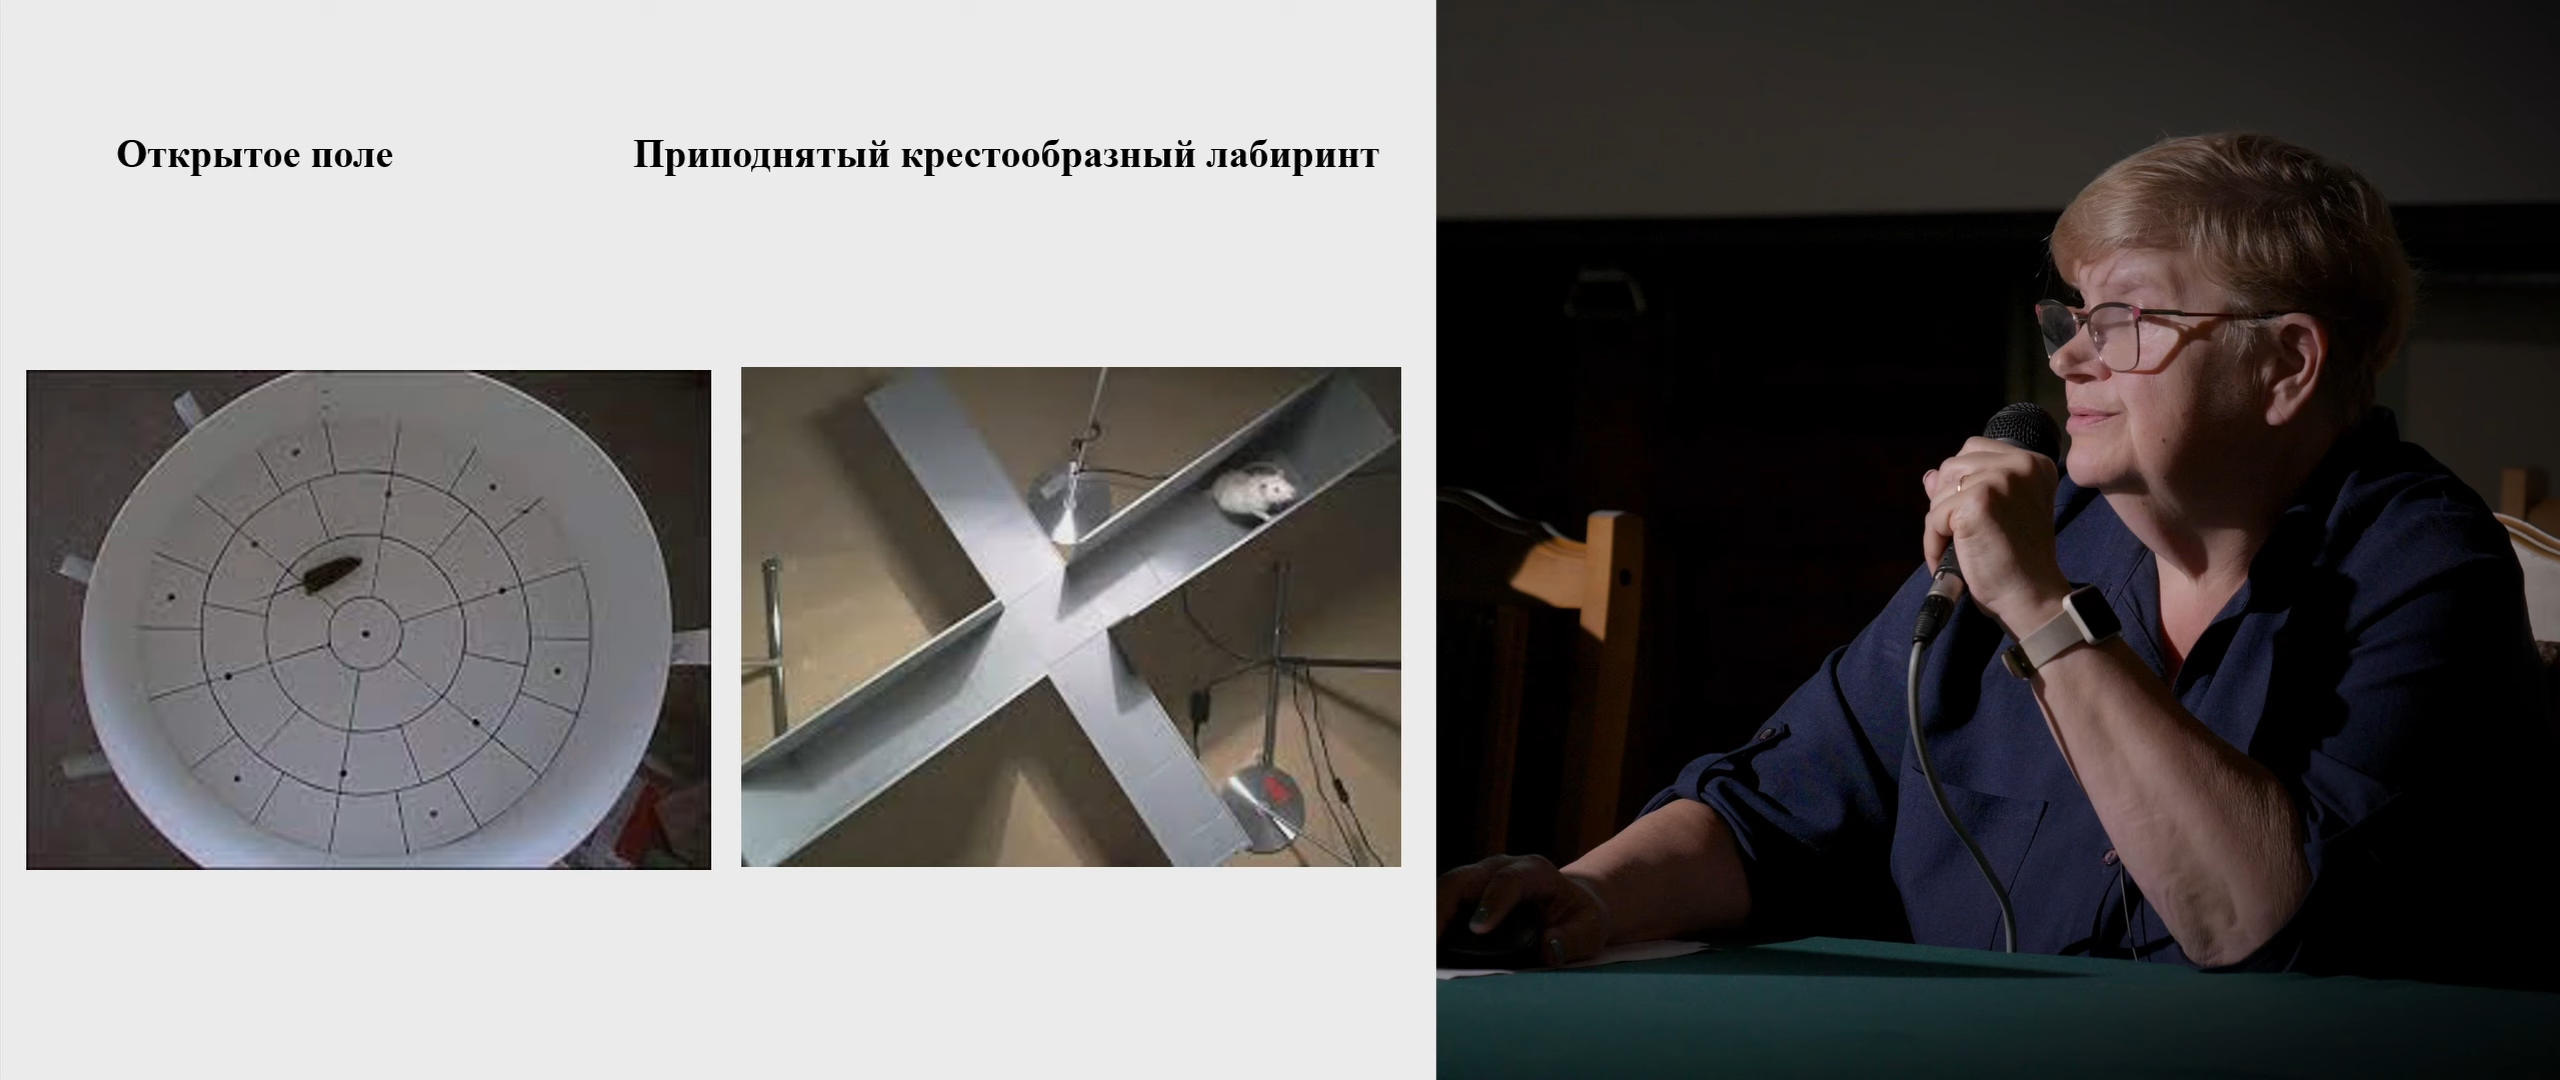 Открытое поле
Приподнятый крестообразный лабиринт